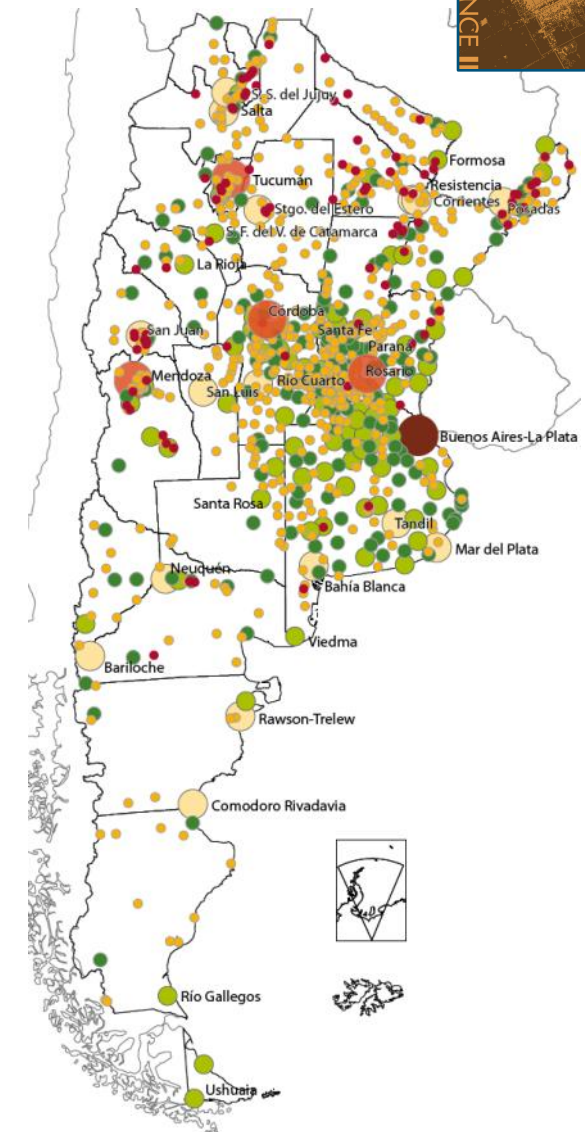 NCE II
S. S. del Jujuy
Salta
Formosa
Tucumán
Resistencia
Corrientes
Posadas
Stgo. del Estero
S. F. del V. de Catamarca
La Rioja
Córdoba
San Juan
Santa Fe
Paraná
Mendoza
Río Cuarto
Rosario
San Luis
Buenos Aires-La Plata
Santa Rosa
Tandil
Mar del Plata
Neuquén
Bahía Blanca
Viedma
Bariloche
Rawson-Trelew
Comodoro Rivadavia
Río Gallegos
Ushuaia